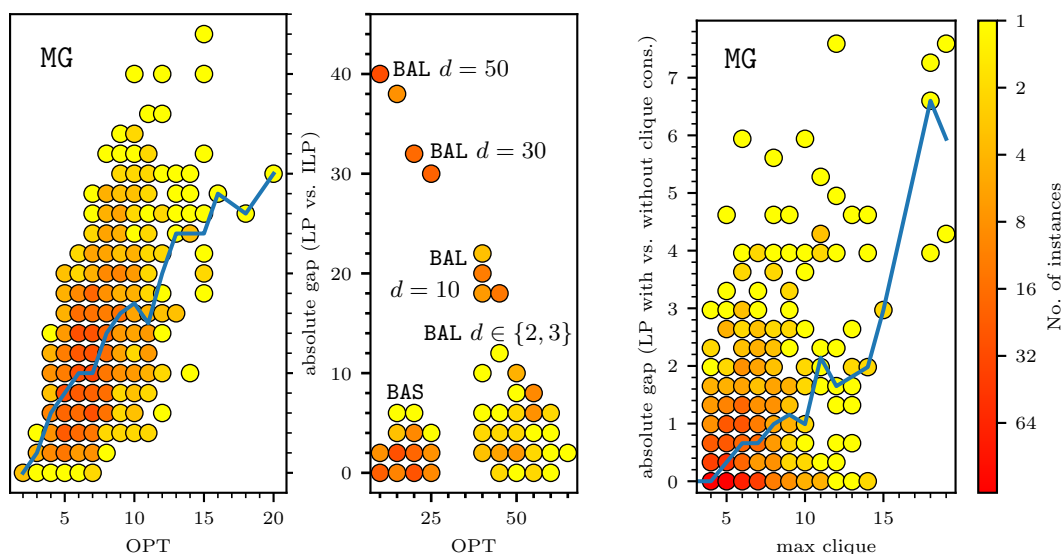 MG
5
10
15
20
OPT
absolute gap (LP vs. ILP)
40
30
20
10
0
BAL d = 50
BAL d = 30
BAL
d = 10
BAL d ∈ {2, 3}
BAS
25
50
OPT
absolute gap (LP with vs. without clique cons.)
7
6
5
4
3
2
1
0
MG
5
10
15
max clique
1
2
4
8
16
32
64
No. of instances